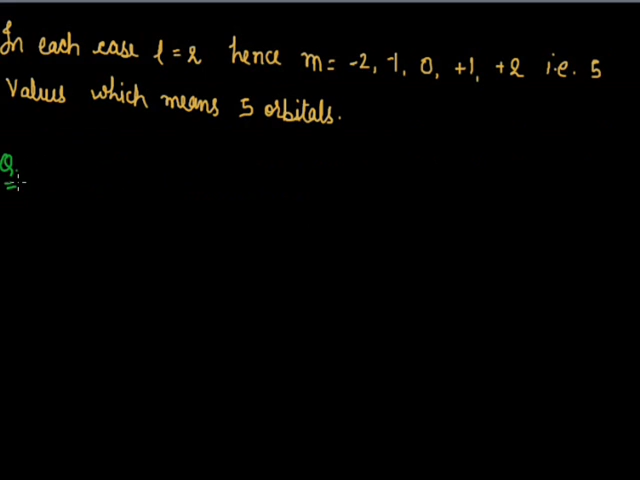 In each case l = 2 hence m = -2, -1, 0, +1, +2 i.e. 5
Values which means 5 orbitals.
Q.